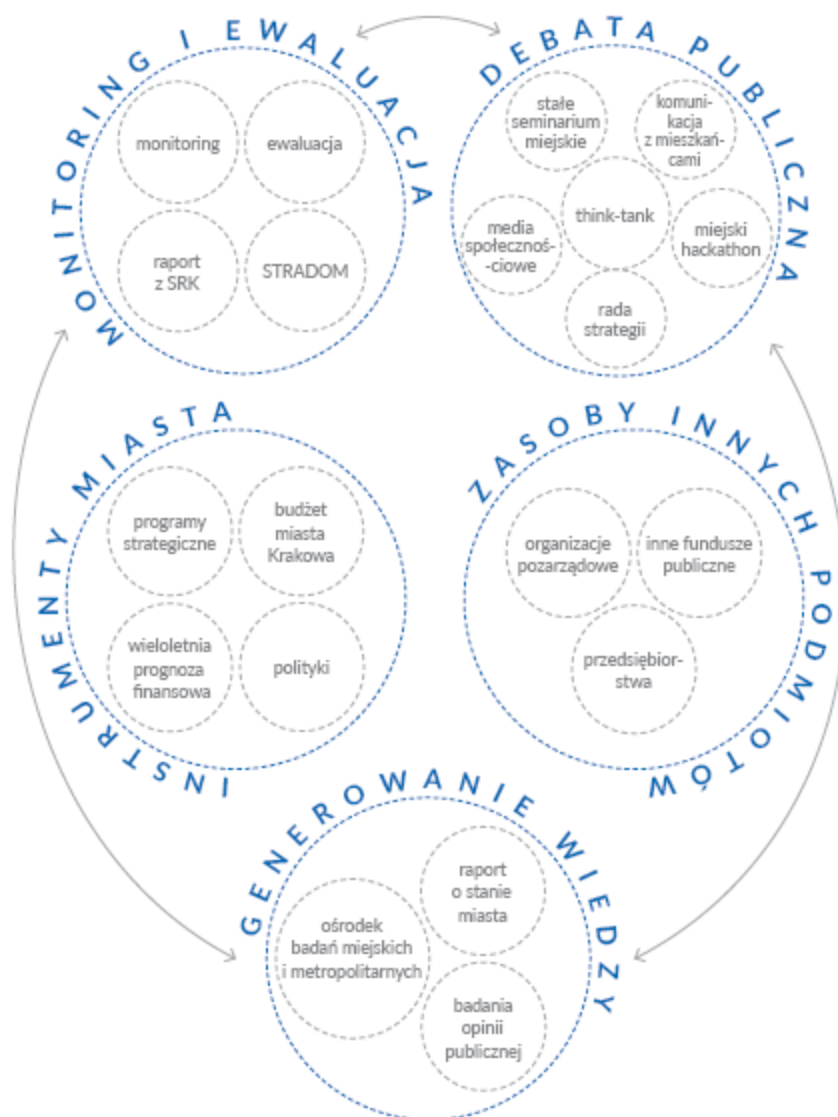 MONITORING I EWALUACJA
monitoring
ewaluacja
raport
z SRK
STRADOM
DEBATA PUBLICZNA
stałe
seminarium
miejskie
komuni-
kacja
z mieszkań-
cami
think-tank
media
społecznoś-
-ciowe
miejski
hackathon
rada
strategii
INSTRUMENTY MIASTA
programy
strategiczne
budżet
miasta
Krakowa
wieloletnia
prognoza
finansowa
polityki
ZASOBY INNYCH PODMIOTÓW
organizacje
pozarządowe
inne fundusze
publiczne
przedsiębior-
stwa
GENEROWANIE WIEDZY
ośrodek
badań miejskich
i metropolitarnych
raport
o stanie
miasta
badania
opinii
publicznej